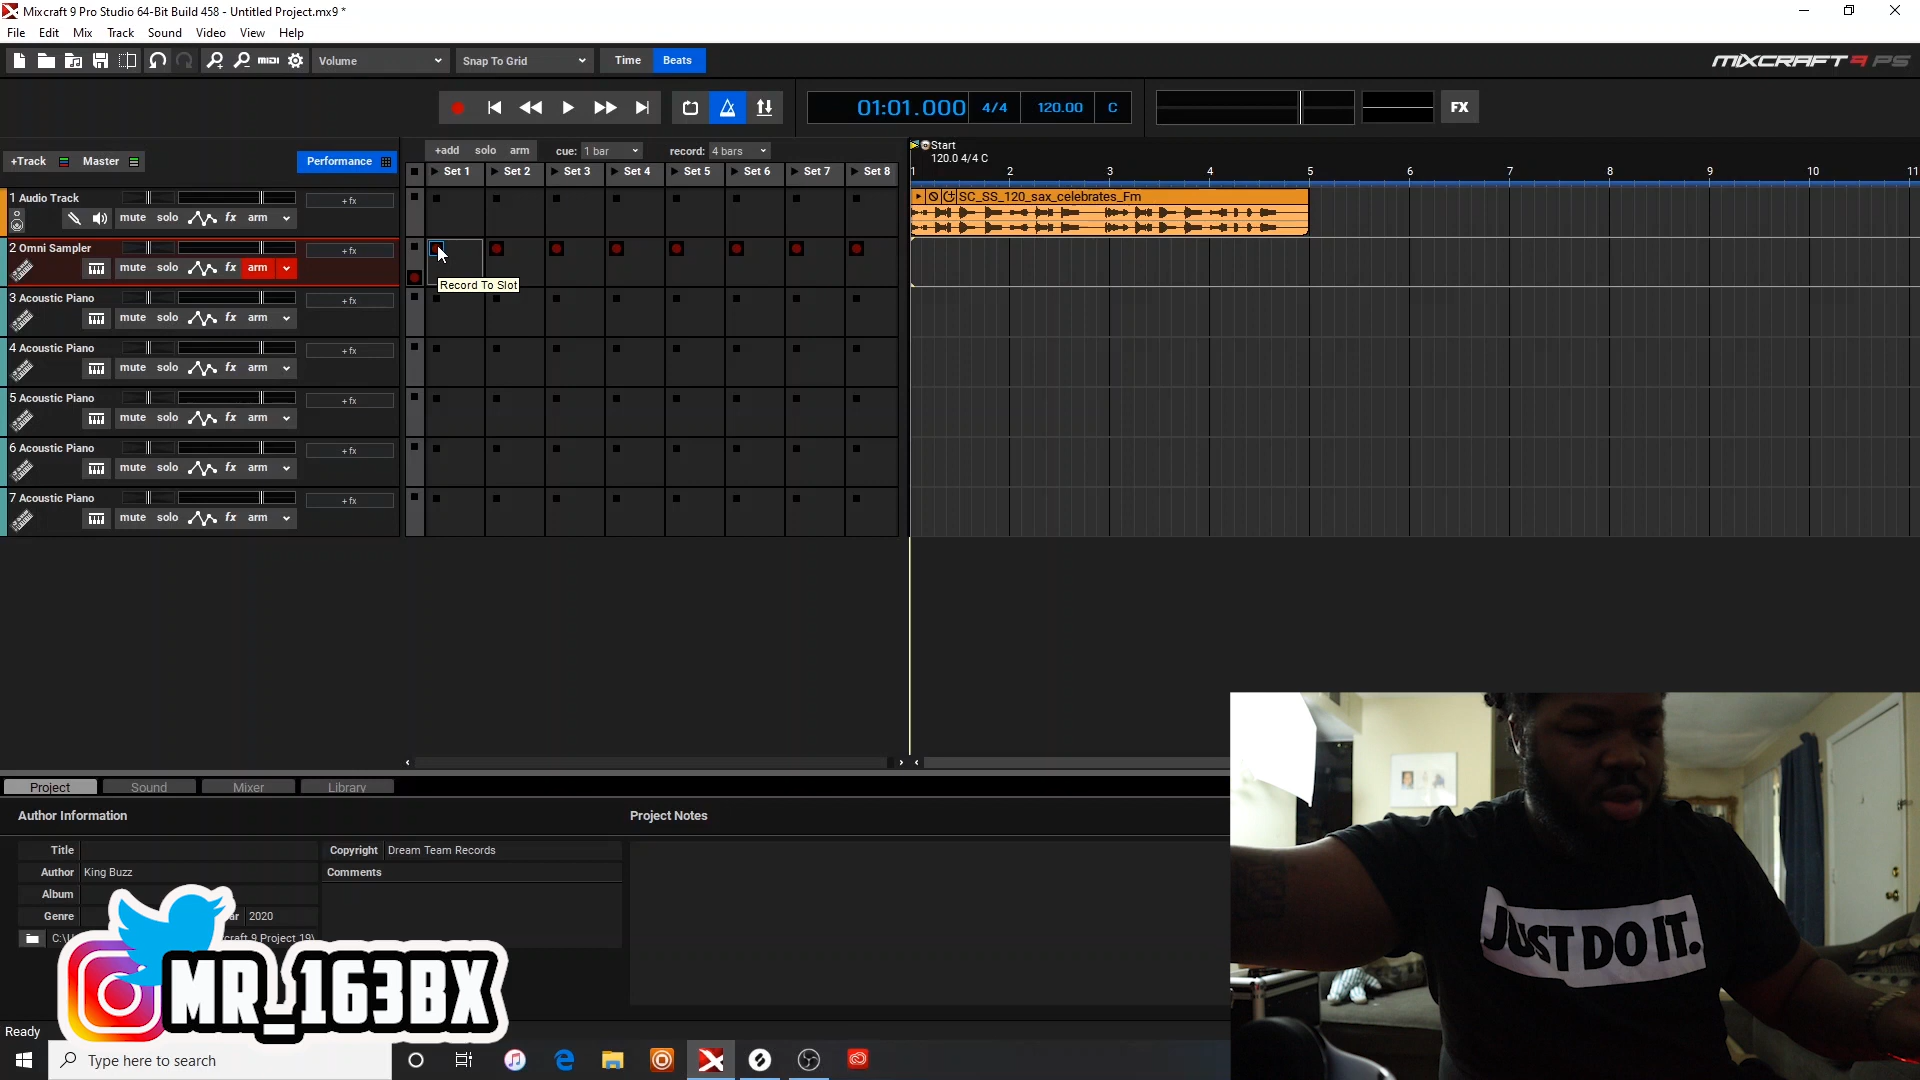 Mixcraft 9 Pro Studio 64-Bit Build 458 - Untitled Project.mx9 *
File Edit Mix Track Sound Video View Help
MIDI Volume Snap To Grid Time Beats MIXCRAFT 9 PS
01:01.000 4/4 120.00 C FX
+Track Master Performance
+add solo arm cue: 1 bar record: 4 bars
Set 1 Set 2 Set 3 Set 4 Set 5 Set 6 Set 7 Set 8
Start
120.0 4/4 C
1 2 3 4 5 6 7 8 9 10 11
1 Audio Track +fx
mute solo fx arm
SC_SS_120_sax_celebrates_Fm
2 Omni Sampler +fx
mute solo fx arm
Record To Slot
3 Acoustic Piano +fx
mute solo fx arm
4 Acoustic Piano +fx
mute solo fx arm
5 Acoustic Piano +fx
mute solo fx arm
6 Acoustic Piano +fx
mute solo fx arm
7 Acoustic Piano +fx
mute solo fx arm
Project Sound Mixer Library
Author Information Project Notes
Title Copyright Dream Team Records
Author King Buzz Comments
Album
Genre ar 2020
C:\U craft 9 Project 19\
MR_163BX
JUST DO IT.
Ready
Type here to search